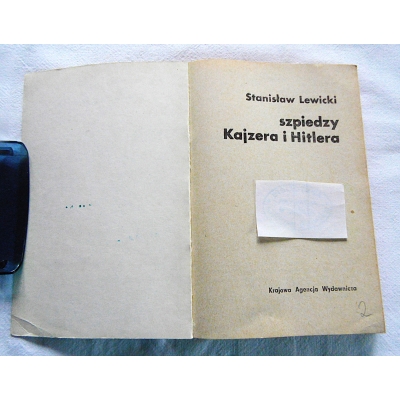 Stanisław Lewicki
szpiedzy
Kajzera i Hitlera
Krajowa Agencja Wydawnicza
2